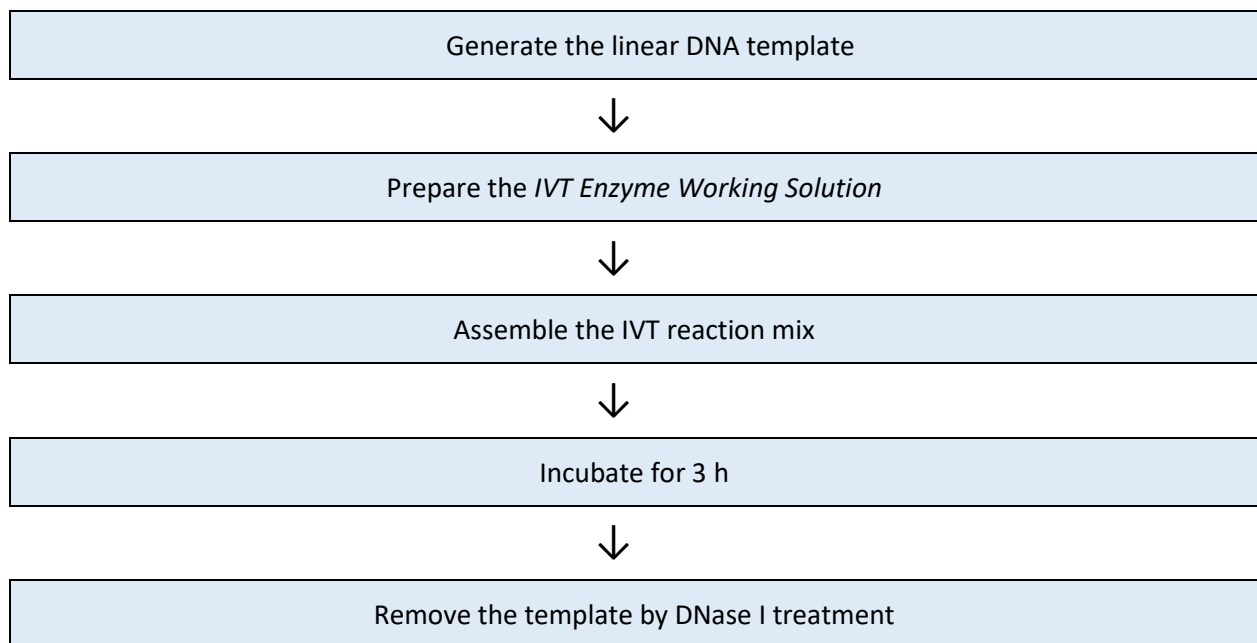 Generate the linear DNA template
↓
Prepare the IVT Enzyme Working Solution
↓
Assemble the IVT reaction mix
↓
Incubate for 3 h
↓
Remove the template by DNase I treatment